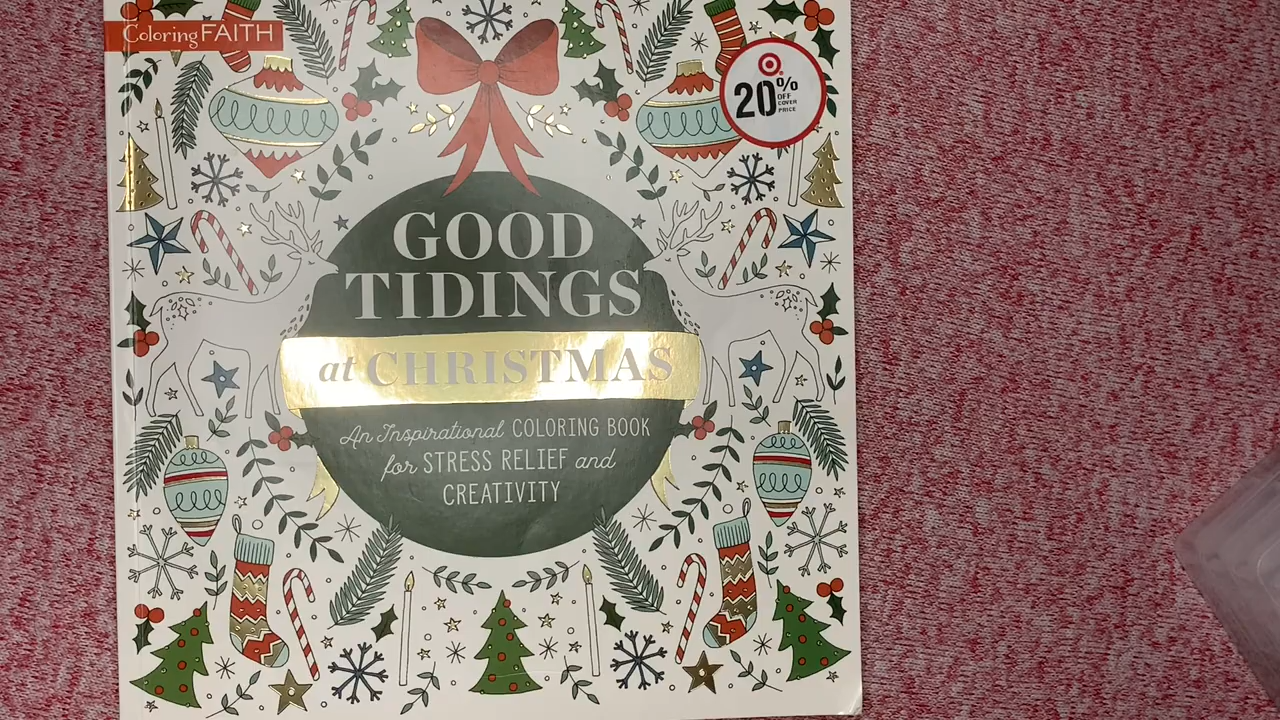 Coloring FAITH
20%
OFF
COVER
PRICE
GOOD
TIDINGS
at CHRISTMAS
An Inspirational COLORING BOOK
for STRESS RELIEF and
CREATIVITY